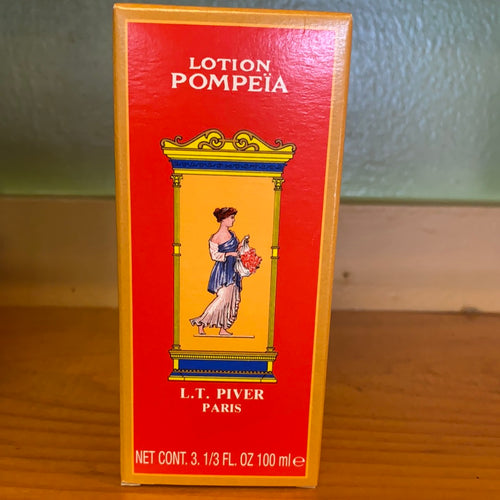 LOTION
POMPEÏA
L.T. PIVER
PARIS
NET CONT. 3. 1/3 FL. OZ 100 ml ℮